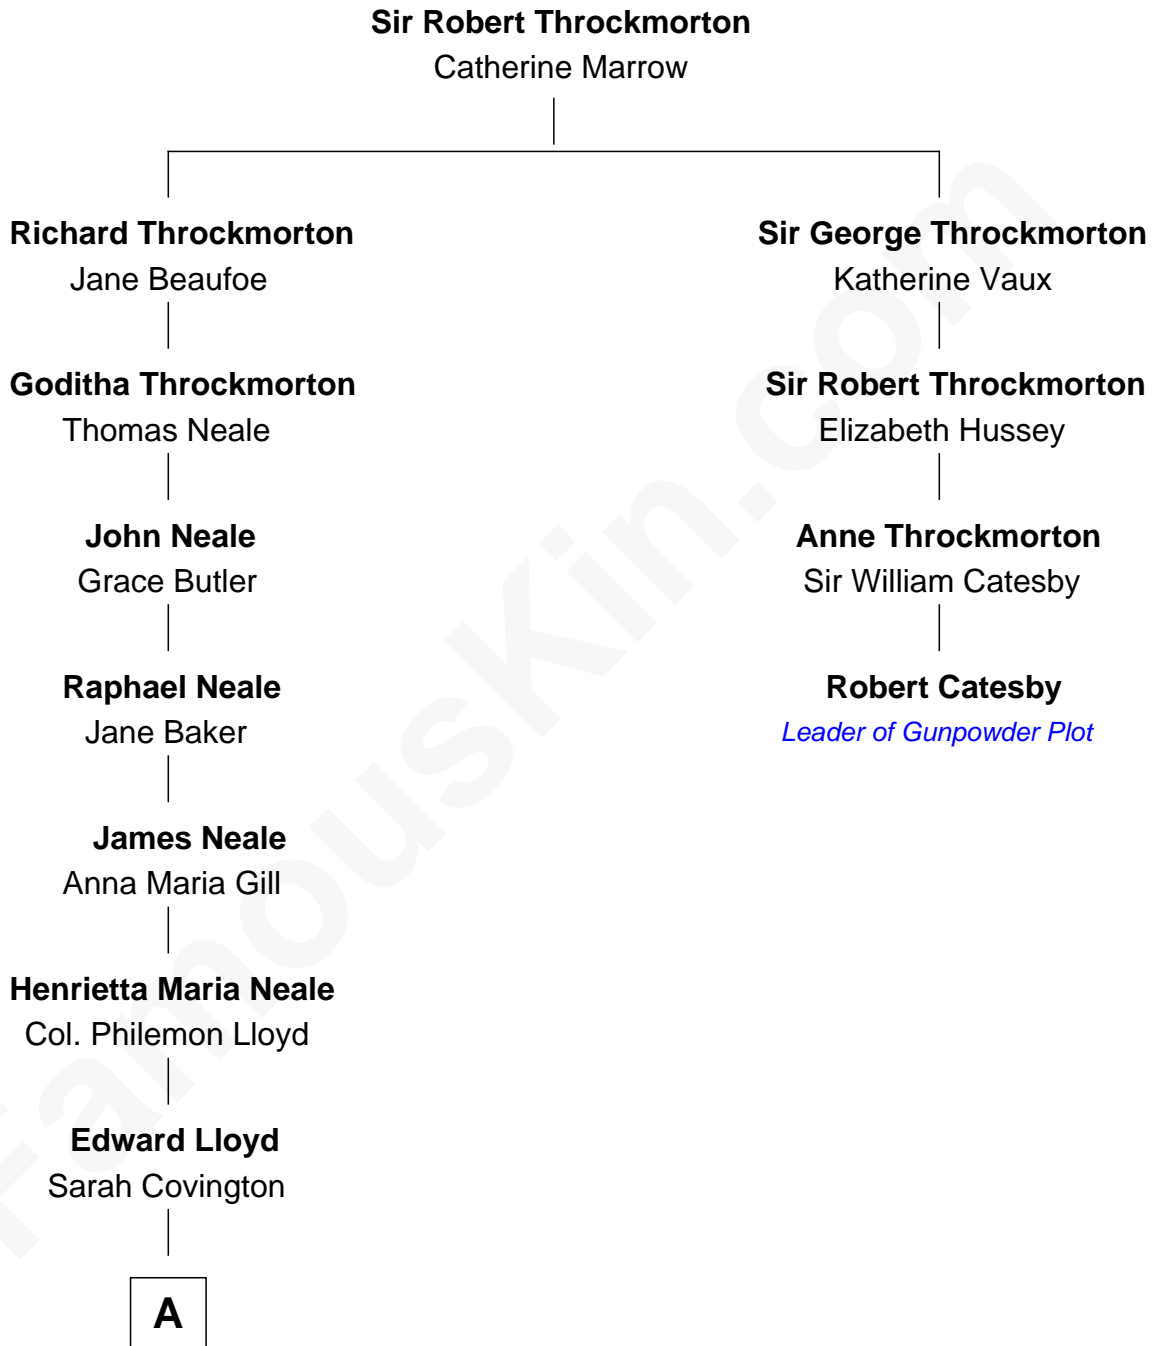 Sir Robert Throckmorton
Catherine Marrow
Richard Throckmorton
Jane Beaufoe
Sir George Throckmorton
Katherine Vaux
Goditha Throckmorton
Thomas Neale
Sir Robert Throckmorton
Elizabeth Hussey
John Neale
Grace Butler
Anne Throckmorton
Sir William Catesby
Raphael Neale
Jane Baker
Robert Catesby
Leader of Gunpowder Plot
James Neale
Anna Maria Gill
Henrietta Maria Neale
Col. Philemon Lloyd
Edward Lloyd
Sarah Covington
A
FamousKin.com